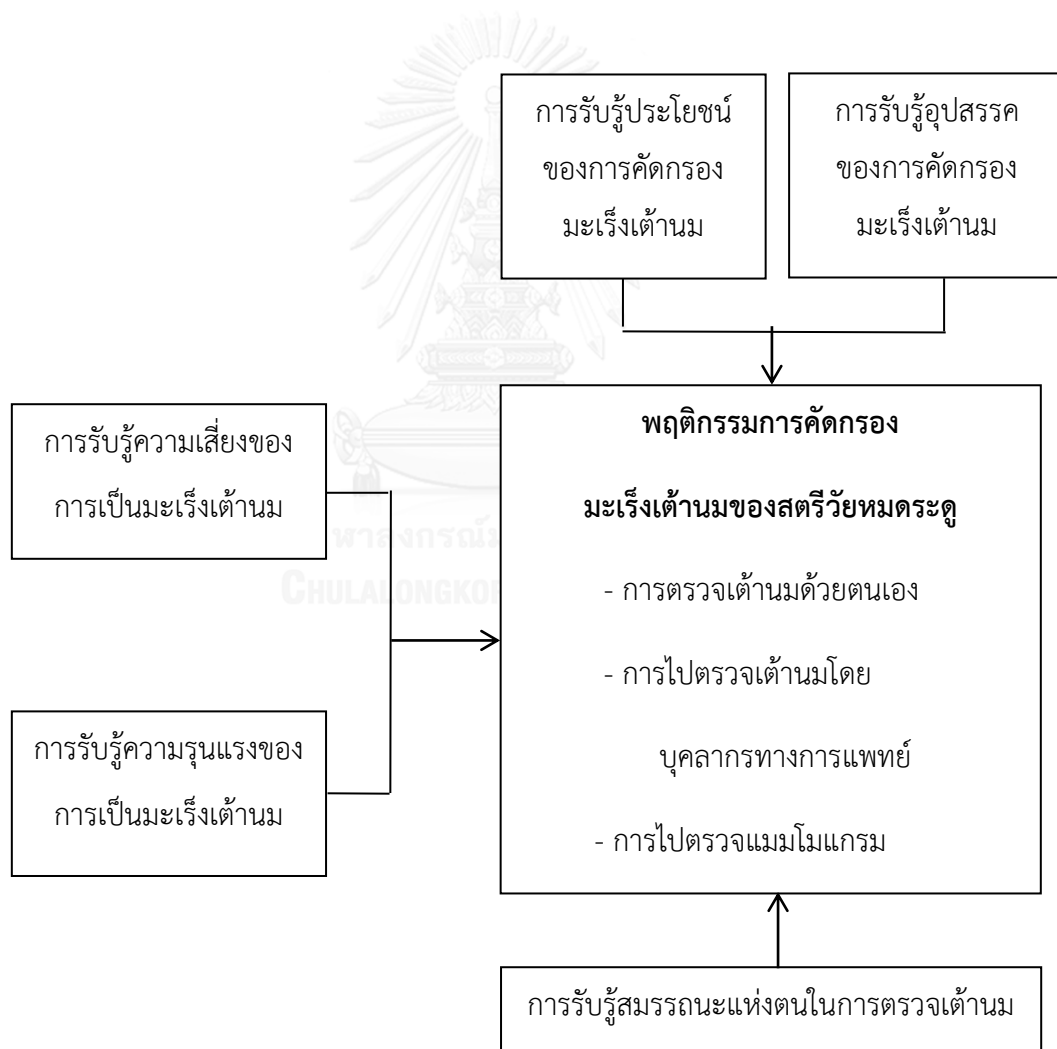 การรับรู้ประโยชน์
ของการคัดกรอง
มะเร็งเต้านม
การรับรู้อุปสรรค
ของการคัดกรอง
มะเร็งเต้านม
การรับรู้ความเสี่ยงของ
การเป็นมะเร็งเต้านม
การรับรู้ความรุนแรงของ
การเป็นมะเร็งเต้านม
พฤติกรรมการคัดกรอง
มะเร็งเต้านมของสตรีวัยหมดระดู
- การตรวจเต้านมด้วยตนเอง
- การไปตรวจเต้านมโดย
บุคลากรทางการแพทย์
- การไปตรวจแมมโมแกรม
หาลงกรณ์ม
CHULALONGKOR
การรับรู้สมรรถนะแห่งตนในการตรวจเต้านม